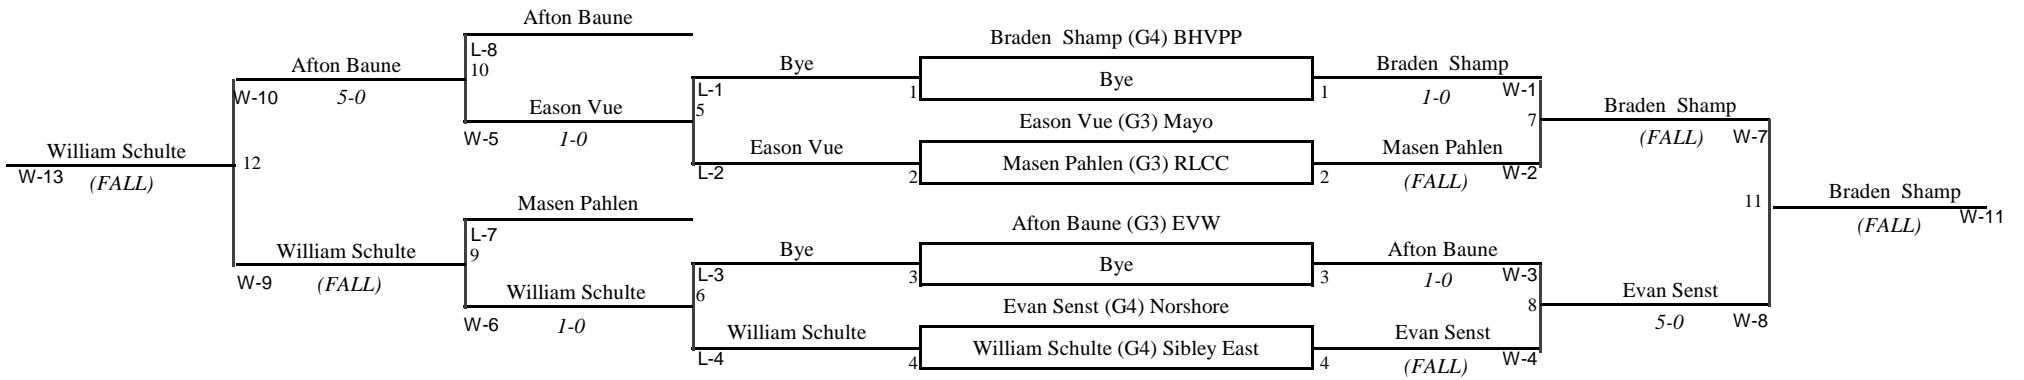 Afton Baune
L-8
10
Afton Baune
W-10
5-0
Eason Vue
W-5
1-0
William Schulte
W-13
(FALL)
12
Masen Pahlen
L-7
9
William Schulte
W-9
(FALL)
William Schulte
W-6
1-0
Bye
L-1
1
5
Eason Vue
L-2
2
Bye
L-3
3
6
William Schulte
L-4
4
Braden Shamp (G4) BHVPP
Bye
Eason Vue (G3) Mayo
Masen Pahlen (G3) RLCC
Afton Baune (G3) EVW
Bye
Evan Senst (G4) Norshore
William Schulte (G4) Sibley East
Braden Shamp
1
1-0
W-1
7
Masen Pahlen
2
(FALL)
W-2
Afton Baune
3
1-0
W-3
8
Evan Senst
4
(FALL)
W-4
Braden Shamp
(FALL)
W-7
11
Evan Senst
5-0
W-8
Braden Shamp
(FALL)
W-11